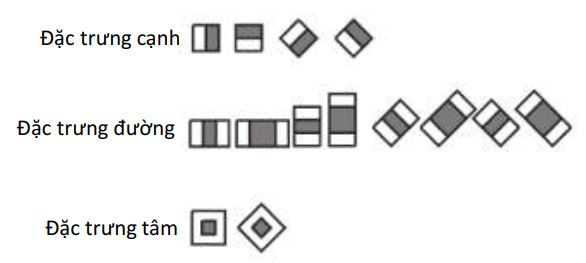 Đặc trưng cạnh
Đặc trưng đường
Đặc trưng tâm